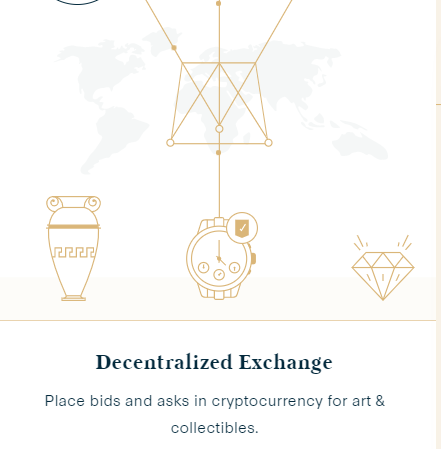 Decentralized Exchange
Place bids and asks in cryptocurrency for art &
collectibles.